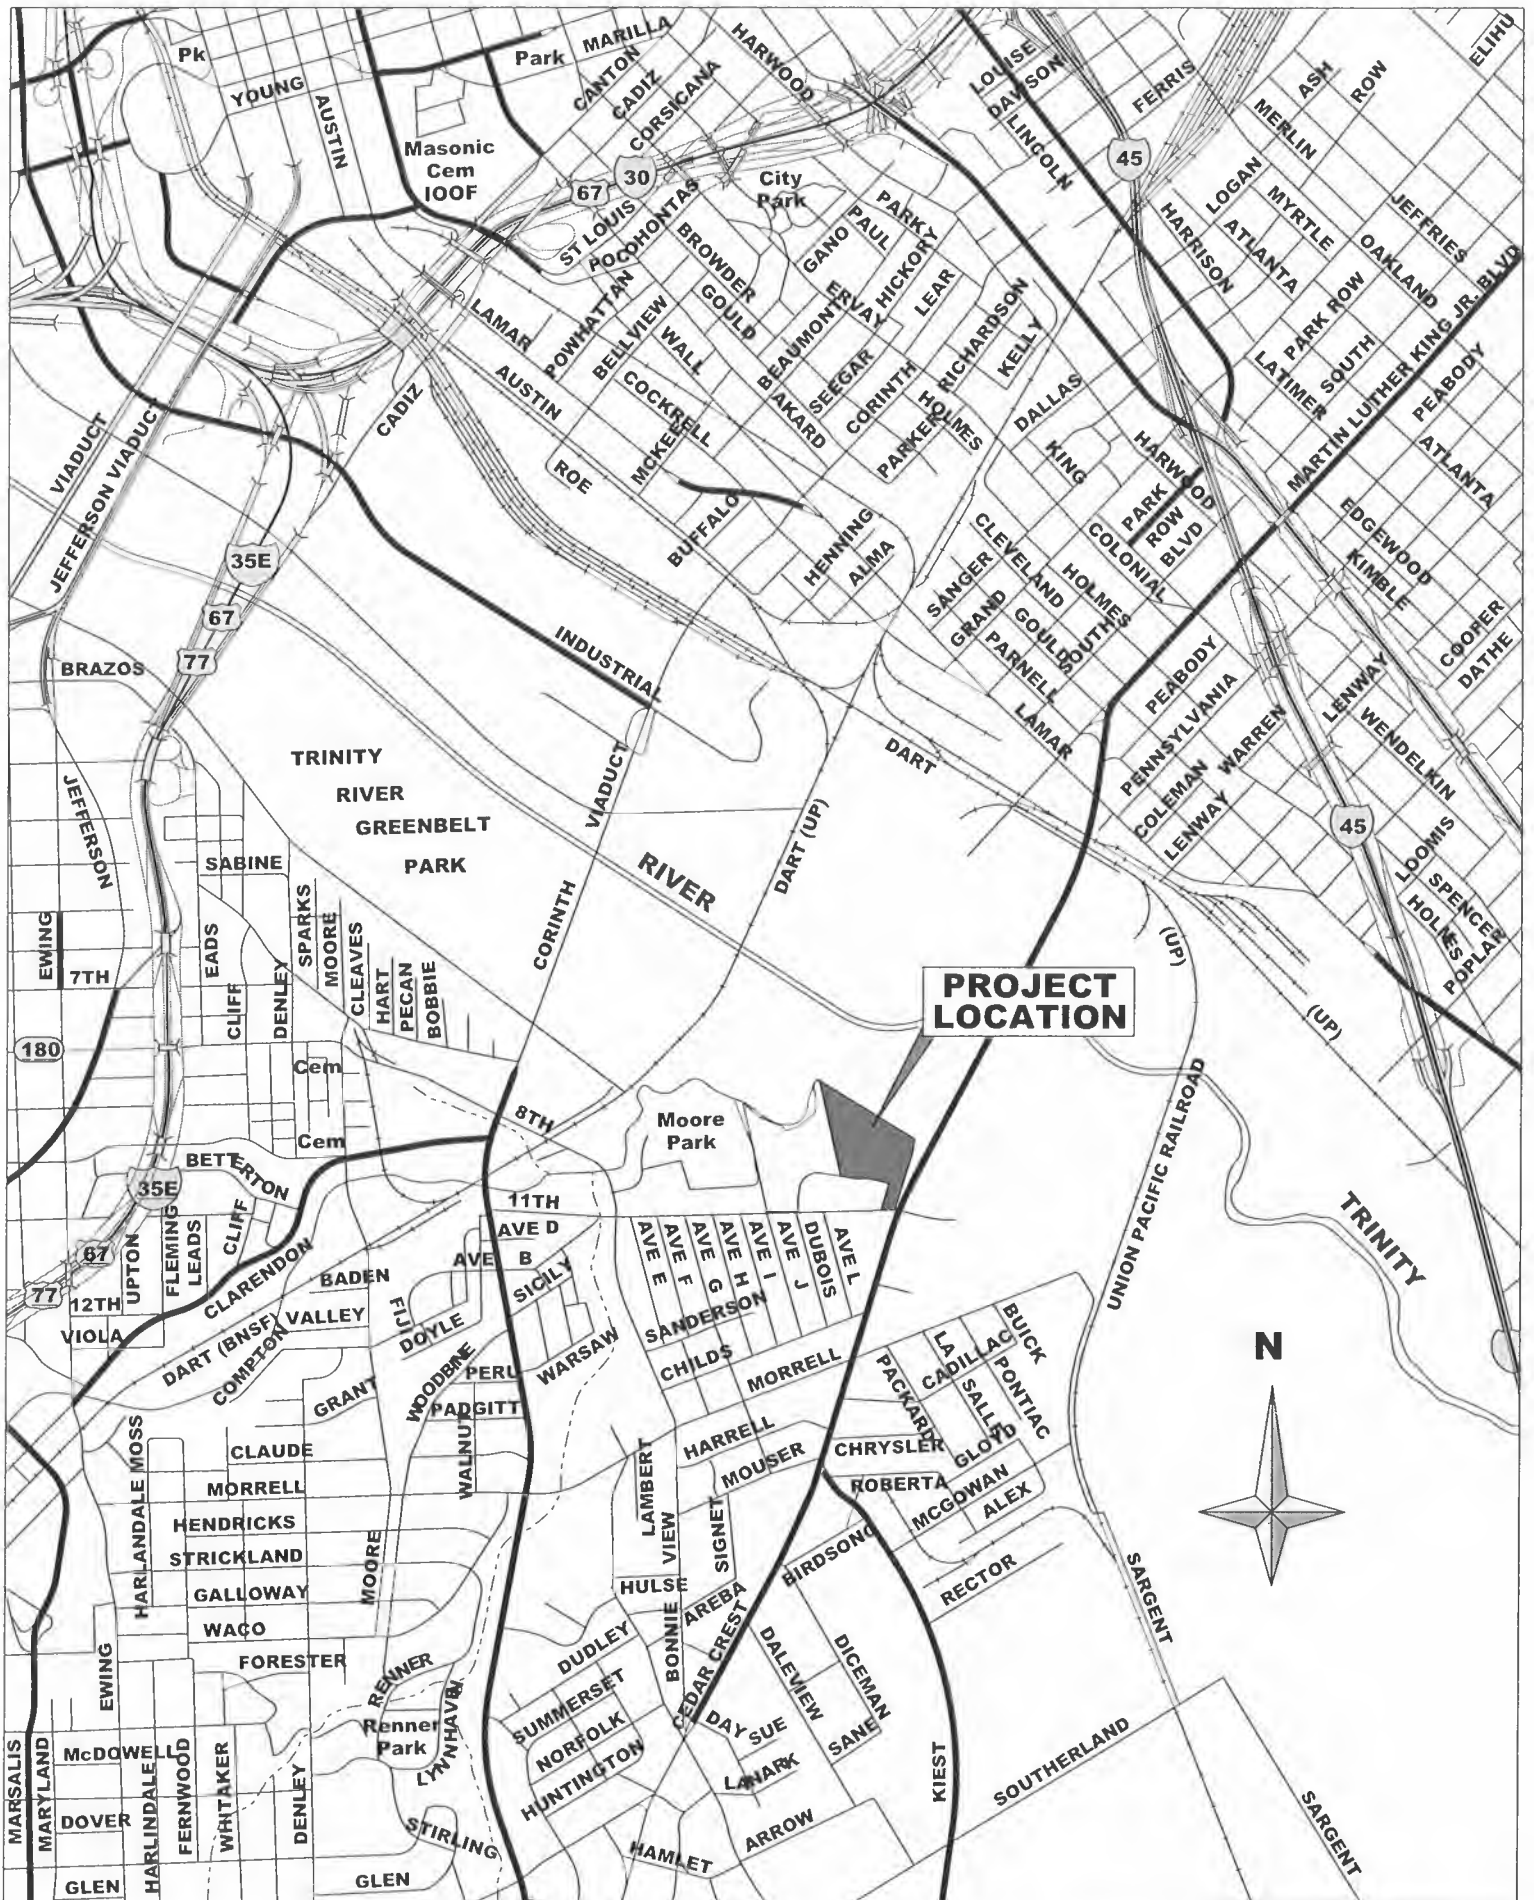 Pk
YOUNG
AUSTIN
Park
MARILLA
CANTON
CADIZ
CORSICANA
HARWOOD
LOUISE
DAWSON
LINCOLN
FERRIS
ASH
ROW
ELIHU
MERLIN
Masonic
Cem
IOOF
67
30
45
City
Park
ST LOUIS
POCOHONTAS
BROWDER
GOULD
GANO
PAUL
PARKY
HICKORY
ERVAY
LEAR
LOGAN
MYRTLE
HARRISON
ATLANTA
JEFFRIES
OAKLAND
PARK ROW
SOUTH
LATIMER
MARTIN LUTHER KING JR. BLVD
PEABODY
ATLANTA
LAMAR
POWHATTAN
BELLVIEW
WALL
BEAUMONT
SEEGAR
AKARD
CORINTH
RICHARDSON
KELLY
HOLMES
PARKER
DALLAS
KING
AUSTIN
COCKRELL
MCKEE
ROE
CADIZ
VIADUCT
JEFFERSON VIADUCT
BUFFALO
HENNING
ALMA
HARWOOD
PARK
ROW
BLVD
COLONIAL
CLEVELAND
SANGER
HOLMES
GRAND
GOULD
SOUTH
PARNELL
LAMAR
EDGEWOOD
KIMBLE
COOPER
DATHE
35E
67
77
BRAZOS
INDUSTRIAL
PEABODY
PENNSYLVANIA
WARREN
COLEMAN
LENWAY
LENWAY
WENDELKIN
DART
TRINITY
RIVER
GREENBELT
PARK
VIADUCT
DART (UP)
RIVER
CORINTH
45
LOOMIS
SPENCE
HOLMES
POPLAR
JEFFERSON
SABINE
SPARKS
MOORE
CLEAVES
HART
PECAN
BOBBIE
EWING
7TH
EADS
CLIFF
DENLEY
(UP)
(UP)
PROJECT
LOCATION
180
Cem
Cem
8TH
Moore
Park
UNION PACIFIC RAILROAD
TRINITY
BETTERTON
35E
CLIFF
11TH
AVE D
AVE B
SICILY
AVE E
AVE F
AVE G
AVE H
AVE I
AVE J
DUBOIS
AVE L
67
77
UPTON
FLEMING
LEADS
12TH
VIOLA
CLARENDON
BADEN
VALLEY
DART (BNSF)
COMPTON
FIJI
DOYLE
WOODBINE
PERU
WARSAW
SANDERSON
CHILDS
MORRELL
BUICK
LA SALLE
CADILLAC
PONTIAC
PACKARD
N
GRANT
PADGITT
WALNUT
HARRELL
MOUSER
CHRYSLER
GLOYD
ROBERTA
MCGOWAN
ALEX
HARLANDALE MOSS
CLAUDE
MORRELL
HENDRICKS
STRICKLAND
GALLOWAY
WACO
FORESTER
MOORE
LAMBERT
BONNIE VIEW
SIGNET
HULSE
AREBA
BIRDSONG
RECTOR
SARGENT
EWING
RENNER
Renner
Park
LYNNHAVEN
DUDLEY
SUMMERSET
NORFOLK
HUNTINGTON
CEDAR CREST
DALEVIEW
DICEMAN
DAY
SUE
SANE
LANARK
MARSALIS
MARYLAND
McDOWELL
DOVER
HARLINDALE
FERNWOOD
WHITAKER
DENLEY
STIRLING
HAMLET
ARROW
KIEST
SOUTHERLAND
SARGENT
GLEN
GLEN